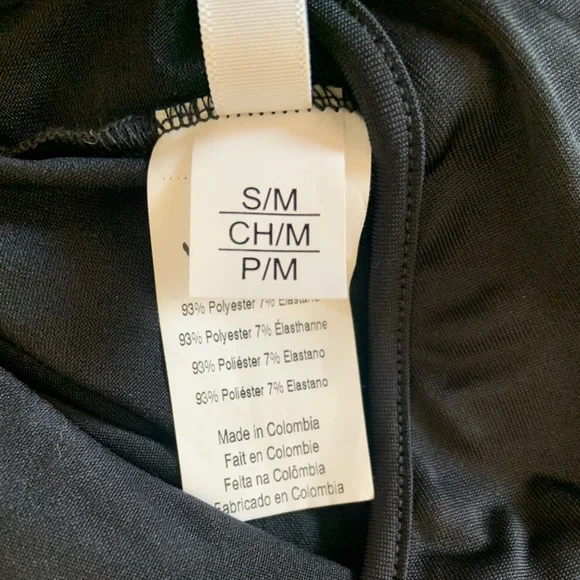 S/M
CH/M
P/M
93% Polyester 7% Elastano
93% Polyester 7% Élasthanne
93% Poliéster 7% Elastano
93% Poliéster 7% Elastano
Made in Colombia
Fait en Colombie
Feita na Colômbia
Fabricado en Colombia